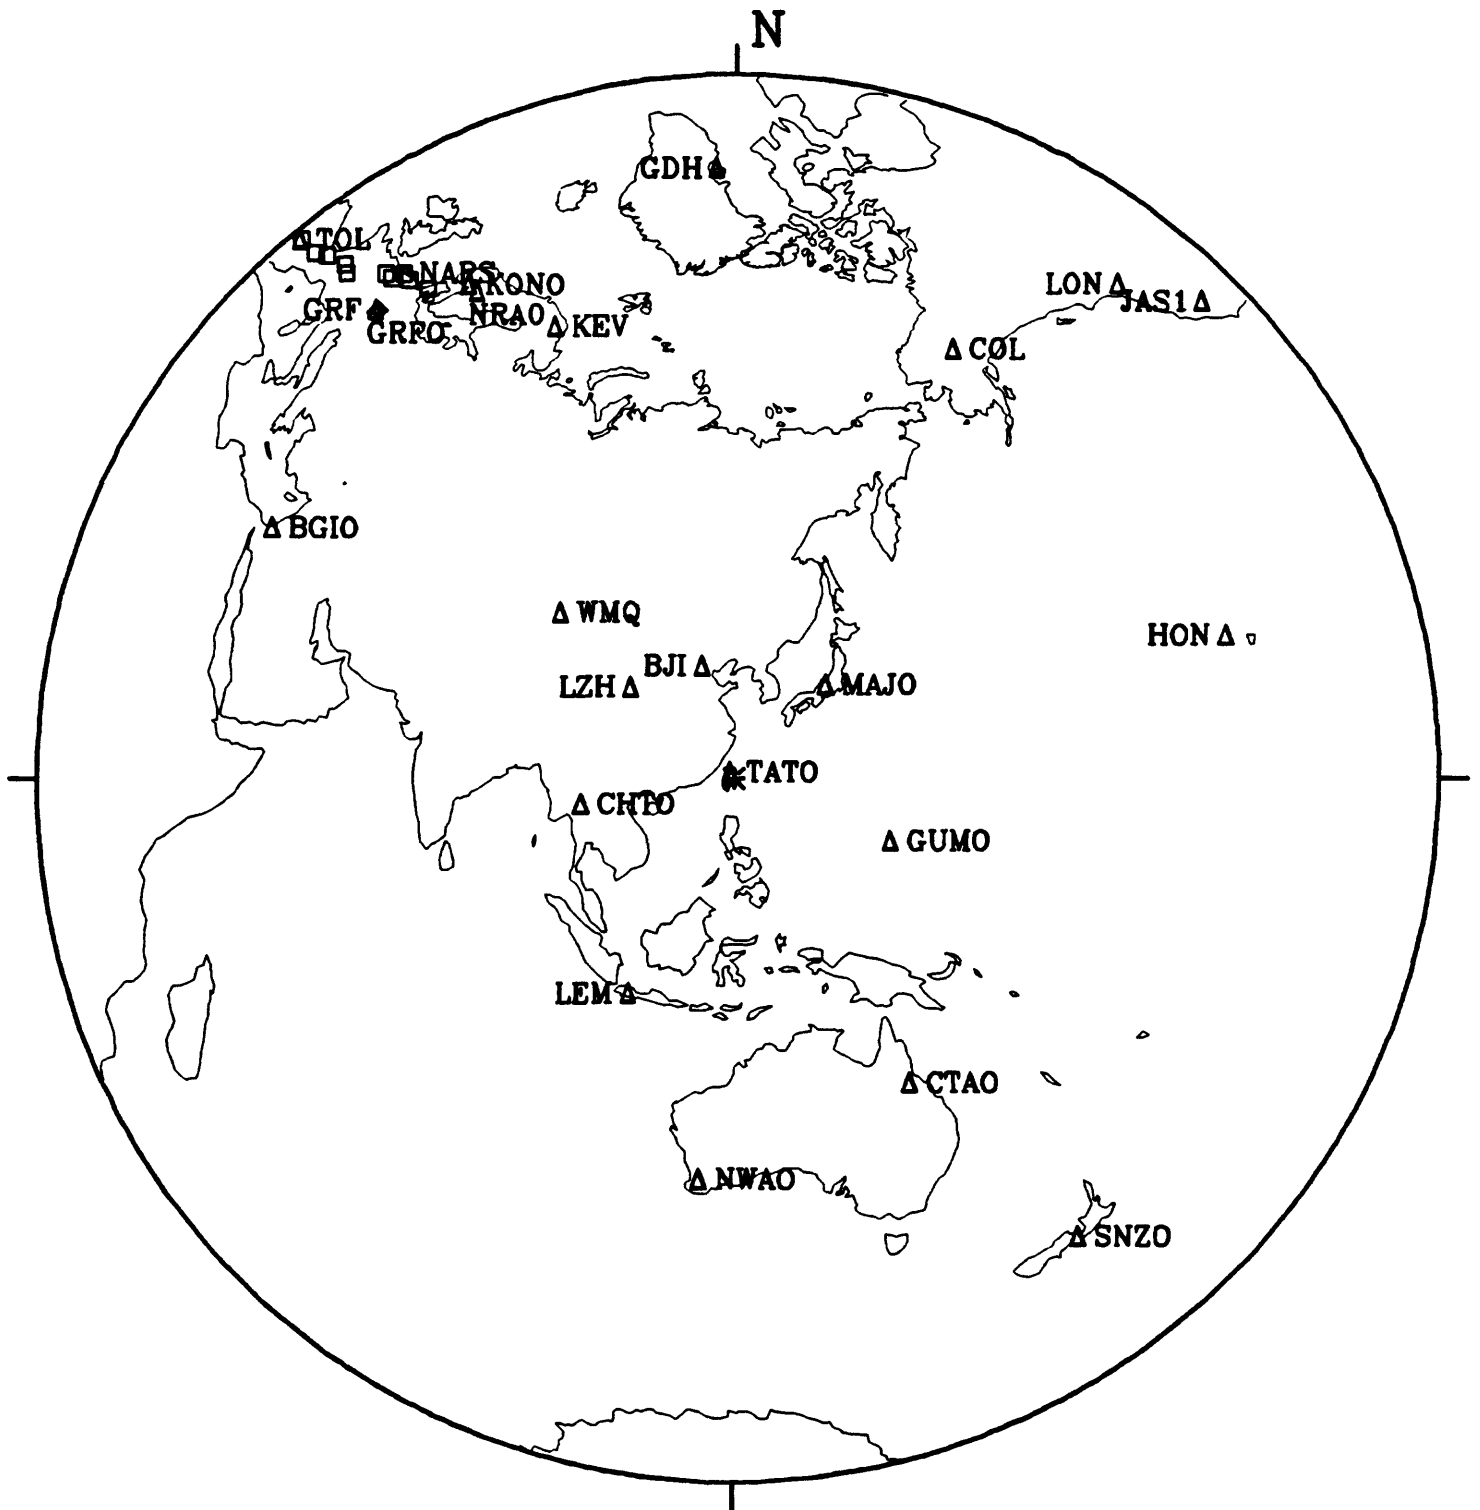 N
GDH
TOL
NARS
KONO
LON
JAS1
GRF
NRAO
GRFO
KEV
COL
BGIO
WMQ
HON
BJI
LZH
MAJO
TATO
CHTO
GUMO
LEM
CTAO
NWAO
SNZO